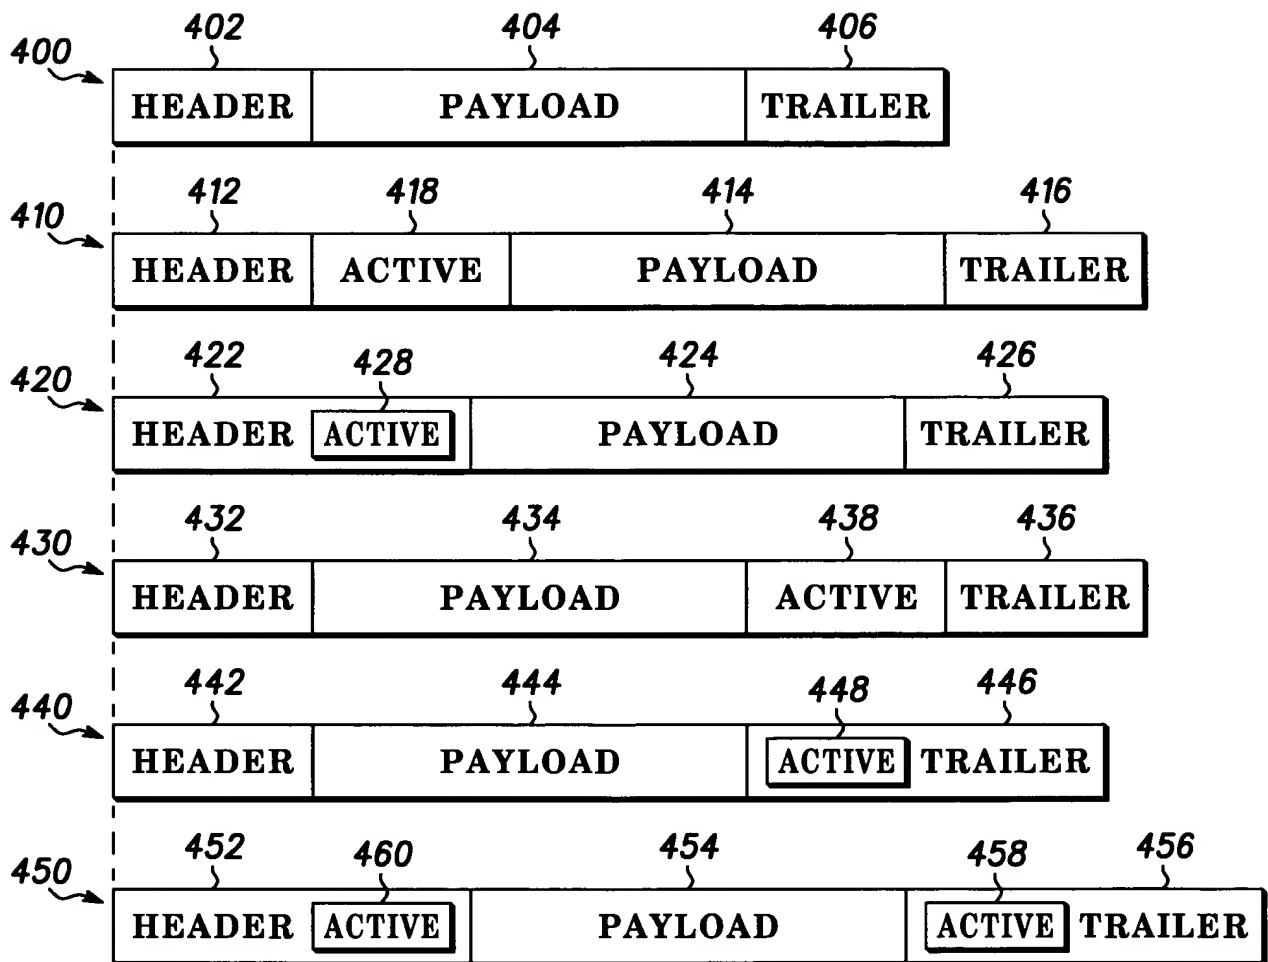 402 404 406
400
HEADER PAYLOAD TRAILER
412 418 414 416
410
HEADER ACTIVE PAYLOAD TRAILER
422 428 424 426
420
HEADER ACTIVE PAYLOAD TRAILER
432 434 438 436
430
HEADER PAYLOAD ACTIVE TRAILER
442 444 448 446
440
HEADER PAYLOAD ACTIVE TRAILER
452 460 454 458 456
450
HEADER ACTIVE PAYLOAD ACTIVE TRAILER